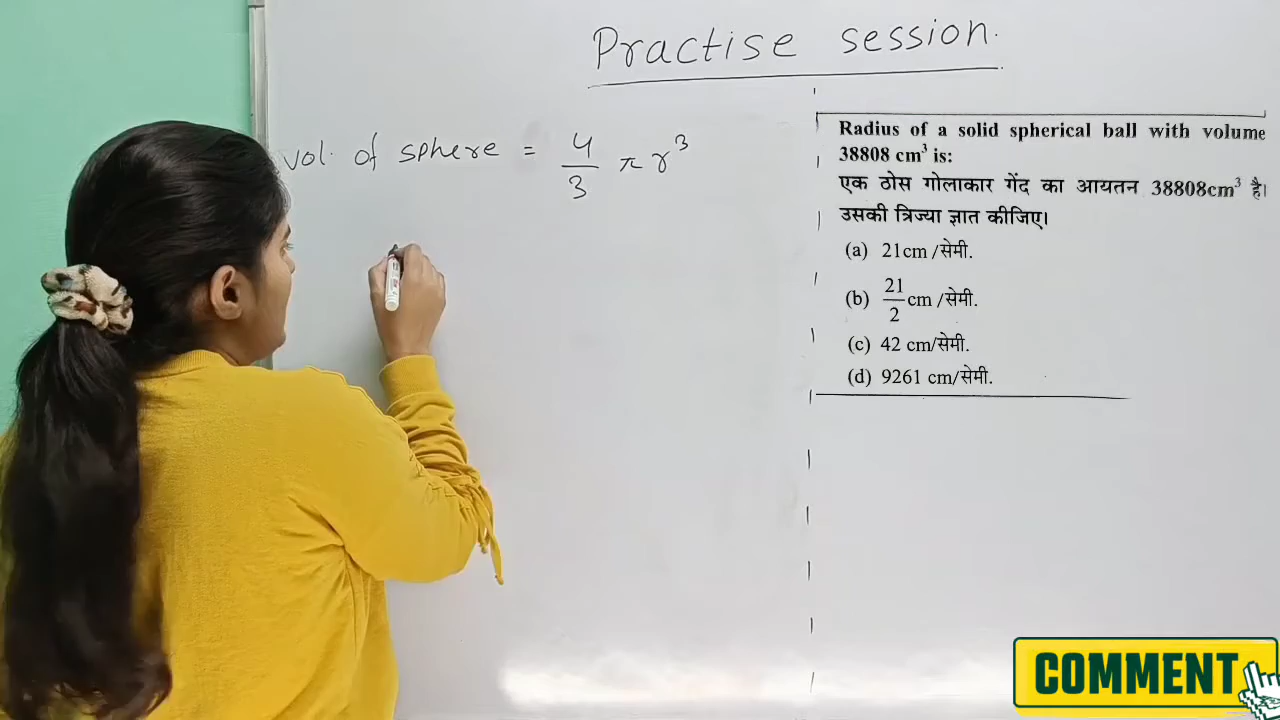 Practise session.
vol. of sphere = 4/3 π r³
Radius of a solid spherical ball with volume
38808 cm³ is:
एक ठोस गोलाकार गेंद का आयतन 38808cm³ है।
उसकी त्रिज्या ज्ञात कीजिए।
(a) 21cm /सेमी.
(b) 21/2 cm /सेमी.
(c) 42 cm/सेमी.
(d) 9261 cm/सेमी.
COMMENT